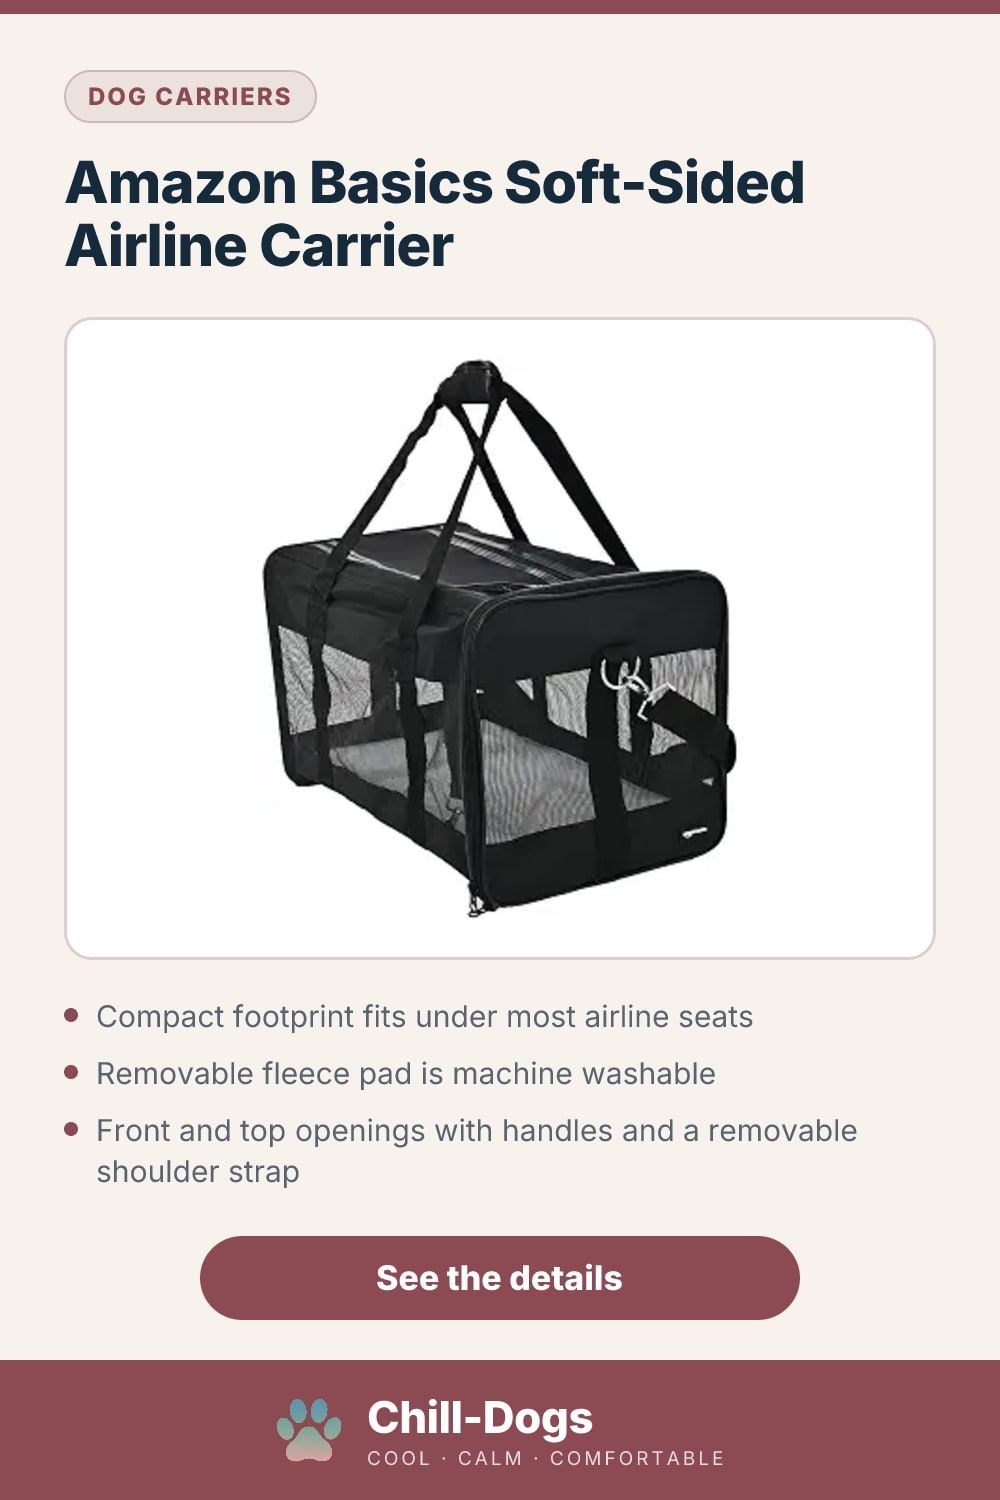 DOG CARRIERS
Amazon Basics Soft-Sided
Airline Carrier
Compact footprint fits under most airline seats
Removable fleece pad is machine washable
Front and top openings with handles and a removable
shoulder strap
See the details
Chill-Dogs
COOL · CALM · COMFORTABLE